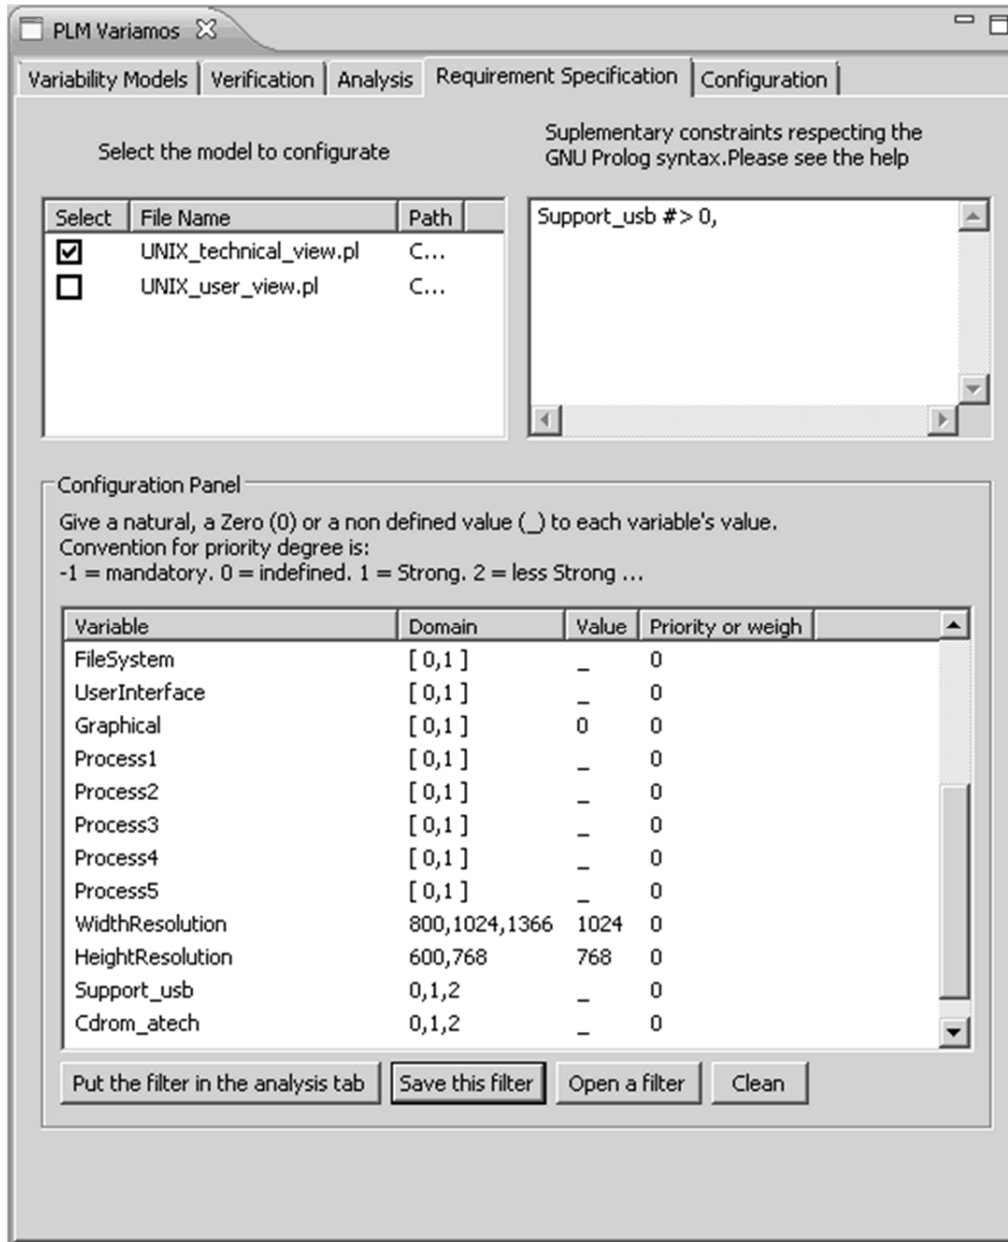 PLM Variamos
Variability Models Verification Analysis Requirement Specification Configuration
Select the model to configurate
Suplementary constraints respecting the
GNU Prolog syntax.Please see the help
Select File Name Path
UNIX_technical_view.pl C...
UNIX_user_view.pl C...
Support_usb #> 0,
Configuration Panel
Give a natural, a Zero (0) or a non defined value (_) to each variable's value.
Convention for priority degree is:
-1 = mandatory. 0 = indefined. 1 = Strong. 2 = less Strong ...
Variable Domain Value Priority or weigh
FileSystem [ 0,1 ] _ 0
UserInterface [ 0,1 ] _ 0
Graphical [ 0,1 ] 0 0
Process1 [ 0,1 ] _ 0
Process2 [ 0,1 ] _ 0
Process3 [ 0,1 ] _ 0
Process4 [ 0,1 ] _ 0
Process5 [ 0,1 ] _ 0
WidthResolution 800,1024,1366 1024 0
HeightResolution 600,768 768 0
Support_usb 0,1,2 _ 0
Cdrom_atech 0,1,2 _ 0
Put the filter in the analysis tab Save this filter Open a filter Clean